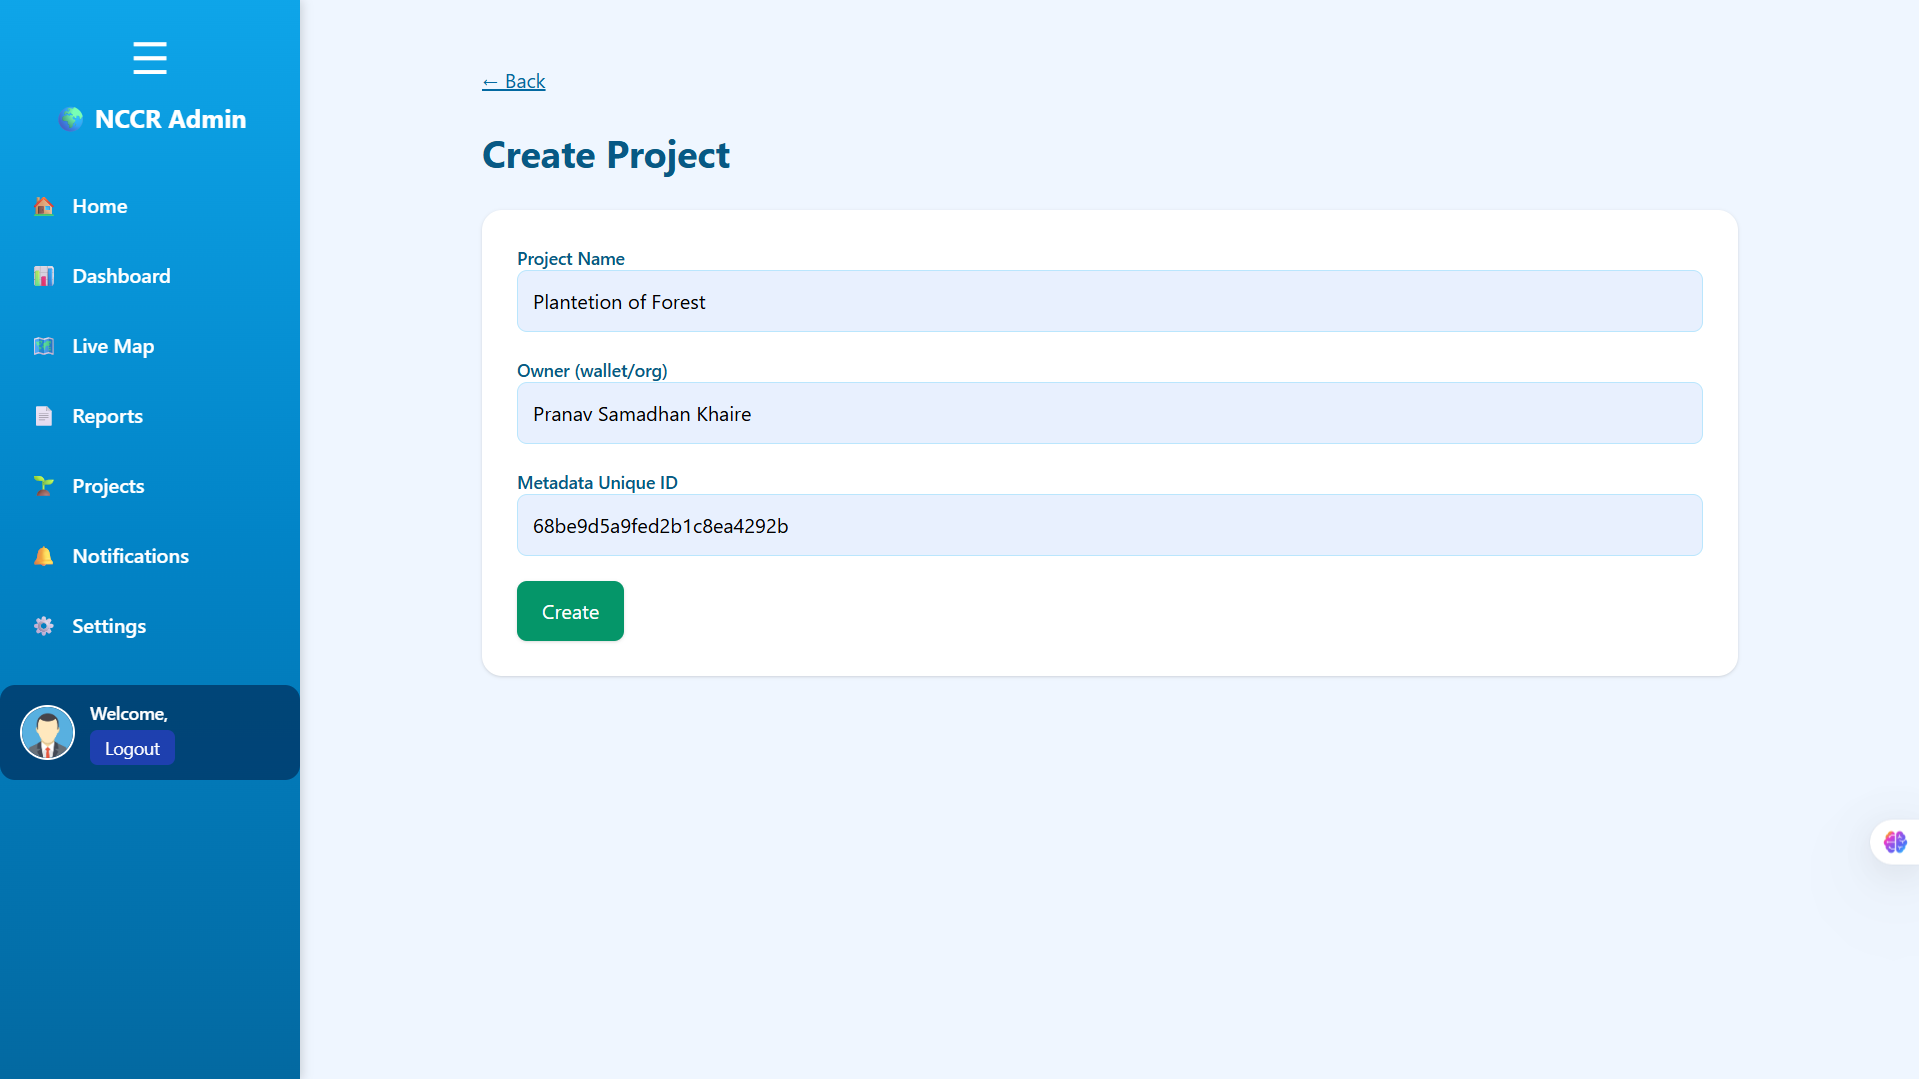 NCCR Admin
Home
Dashboard
Live Map
Reports
Projects
Notifications
Settings
Welcome,
Logout
← Back
Create Project
Project Name
Plantetion of Forest
Owner (wallet/org)
Pranav Samadhan Khaire
Metadata Unique ID
68be9d5a9fed2b1c8ea4292b
Create